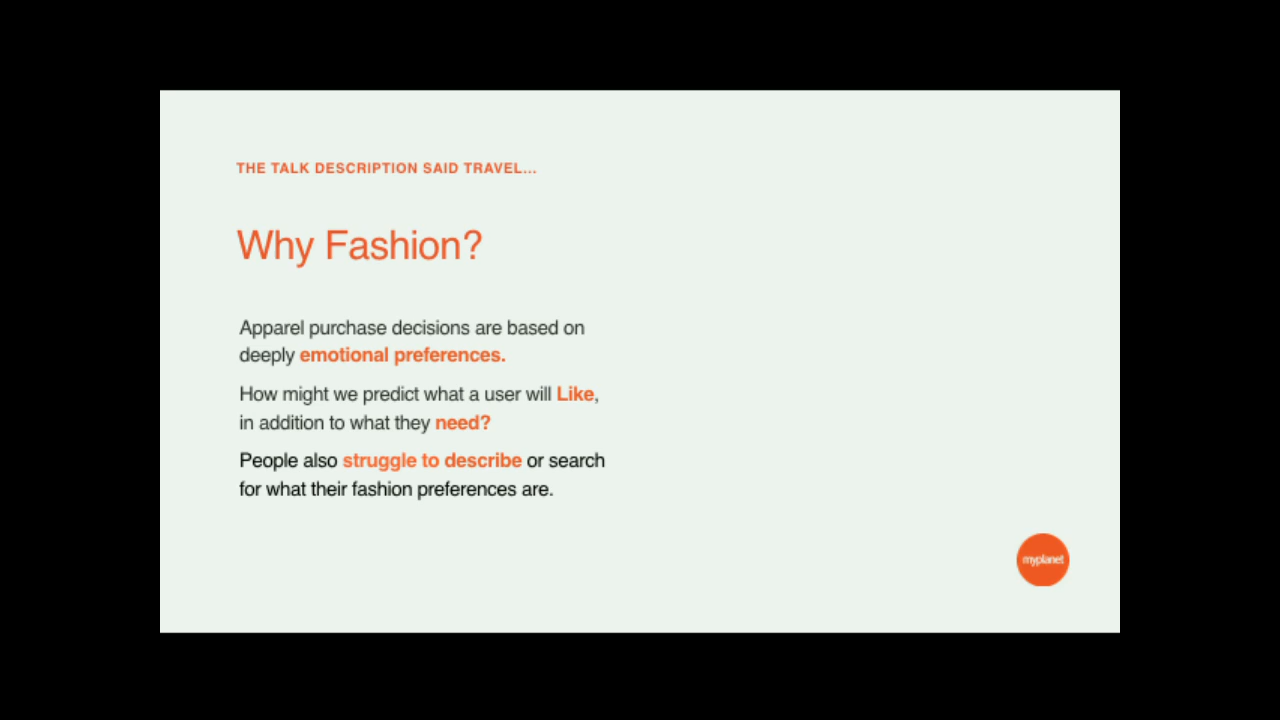 THE TALK DESCRIPTION SAID TRAVEL...
Why Fashion?
Apparel purchase decisions are based on
deeply emotional preferences.
How might we predict what a user will Like,
in addition to what they need?
People also struggle to describe or search
for what their fashion preferences are.
myplanet